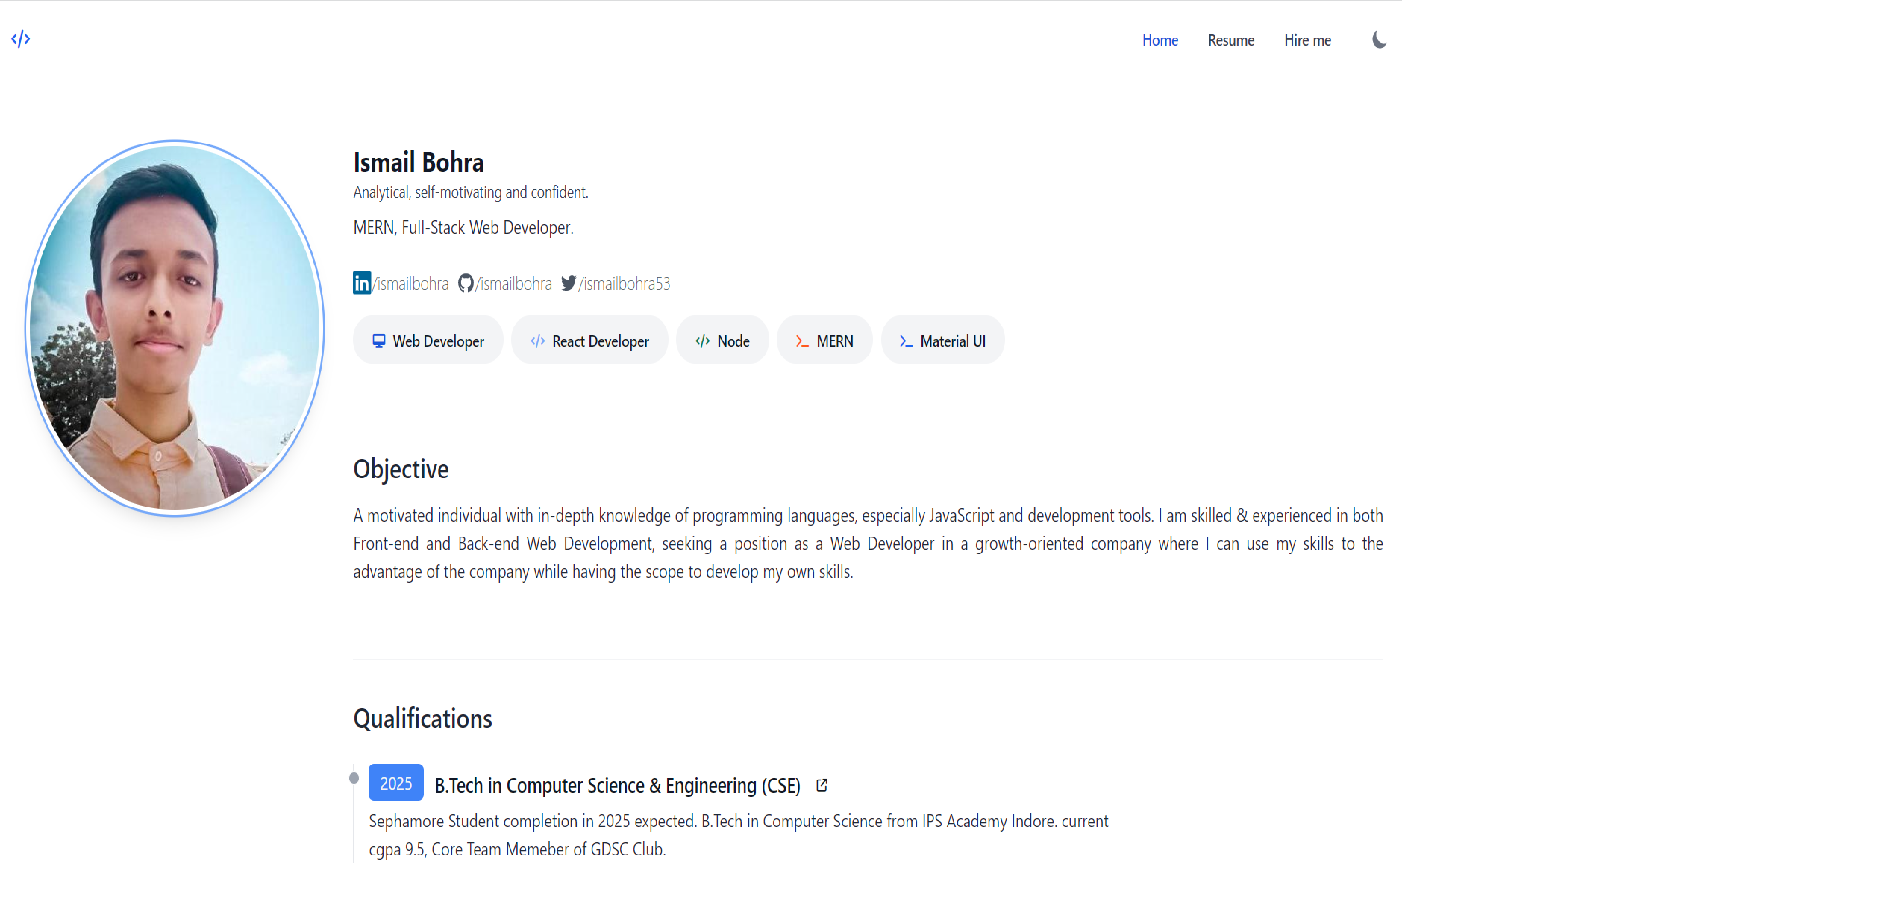 Home Resume Hire me
Ismail Bohra
Analytical, self-motivating and confident.
MERN, Full-Stack Web Developer.
in/ismailbohra /ismailbohra /ismailbohra53
Web Developer </> React Developer </> Node MERN Material UI
Objective
A motivated individual with in-depth knowledge of programming languages, especially JavaScript and development tools. I am skilled & experienced in both
Front-end and Back-end Web Development, seeking a position as a Web Developer in a growth-oriented company where I can use my skills to the
advantage of the company while having the scope to develop my own skills.
Qualifications
2025 B.Tech in Computer Science & Engineering (CSE)
Sephamore Student completion in 2025 expected. B.Tech in Computer Science from IPS Academy Indore. current
cgpa 9.5, Core Team Memeber of GDSC Club.